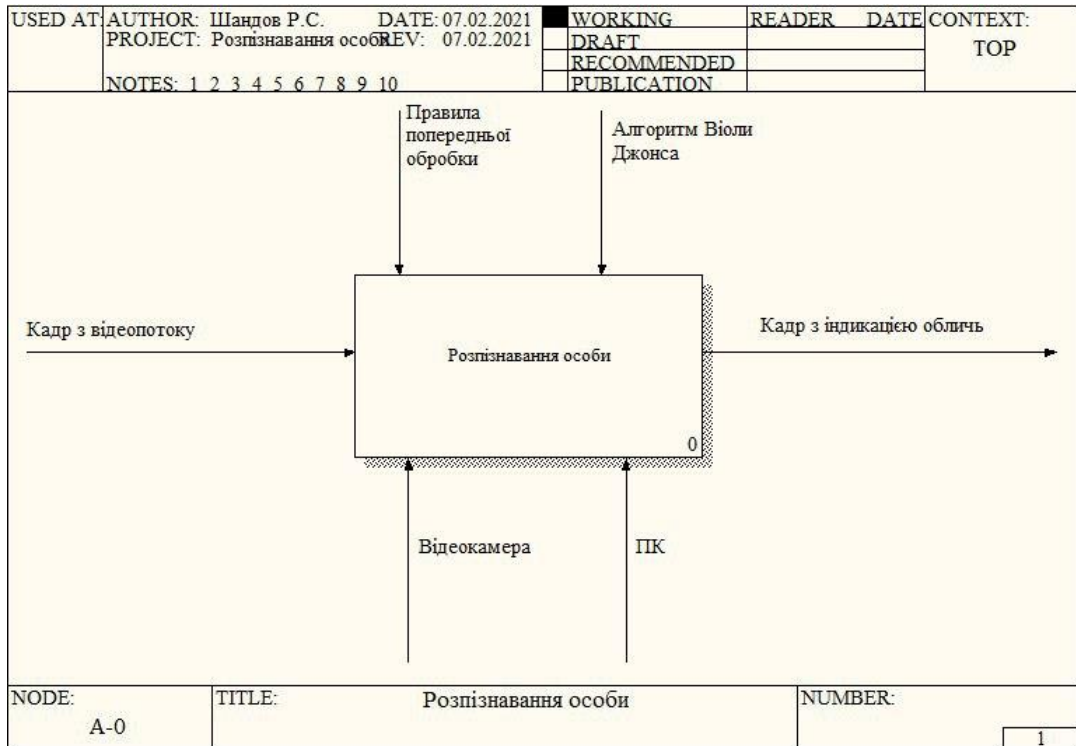 USED AT: AUTHOR: Шандов Р.С. DATE: 07.02.2021 WORKING READER DATE CONTEXT:
PROJECT: Розпізнавання особи REV: 07.02.2021 DRAFT
TOP
RECOMMENDED
NOTES: 1 2 3 4 5 6 7 8 9 10 PUBLICATION
Правила
попередньої
обробки
Алгоритм Віоли
Джонса
Кадр з відеопотоку
Розпізнавання особи
0
Кадр з індикацією обличь
Відеокамера
ПК
NODE: TITLE: Розпізнавання особи NUMBER:
A-0
1